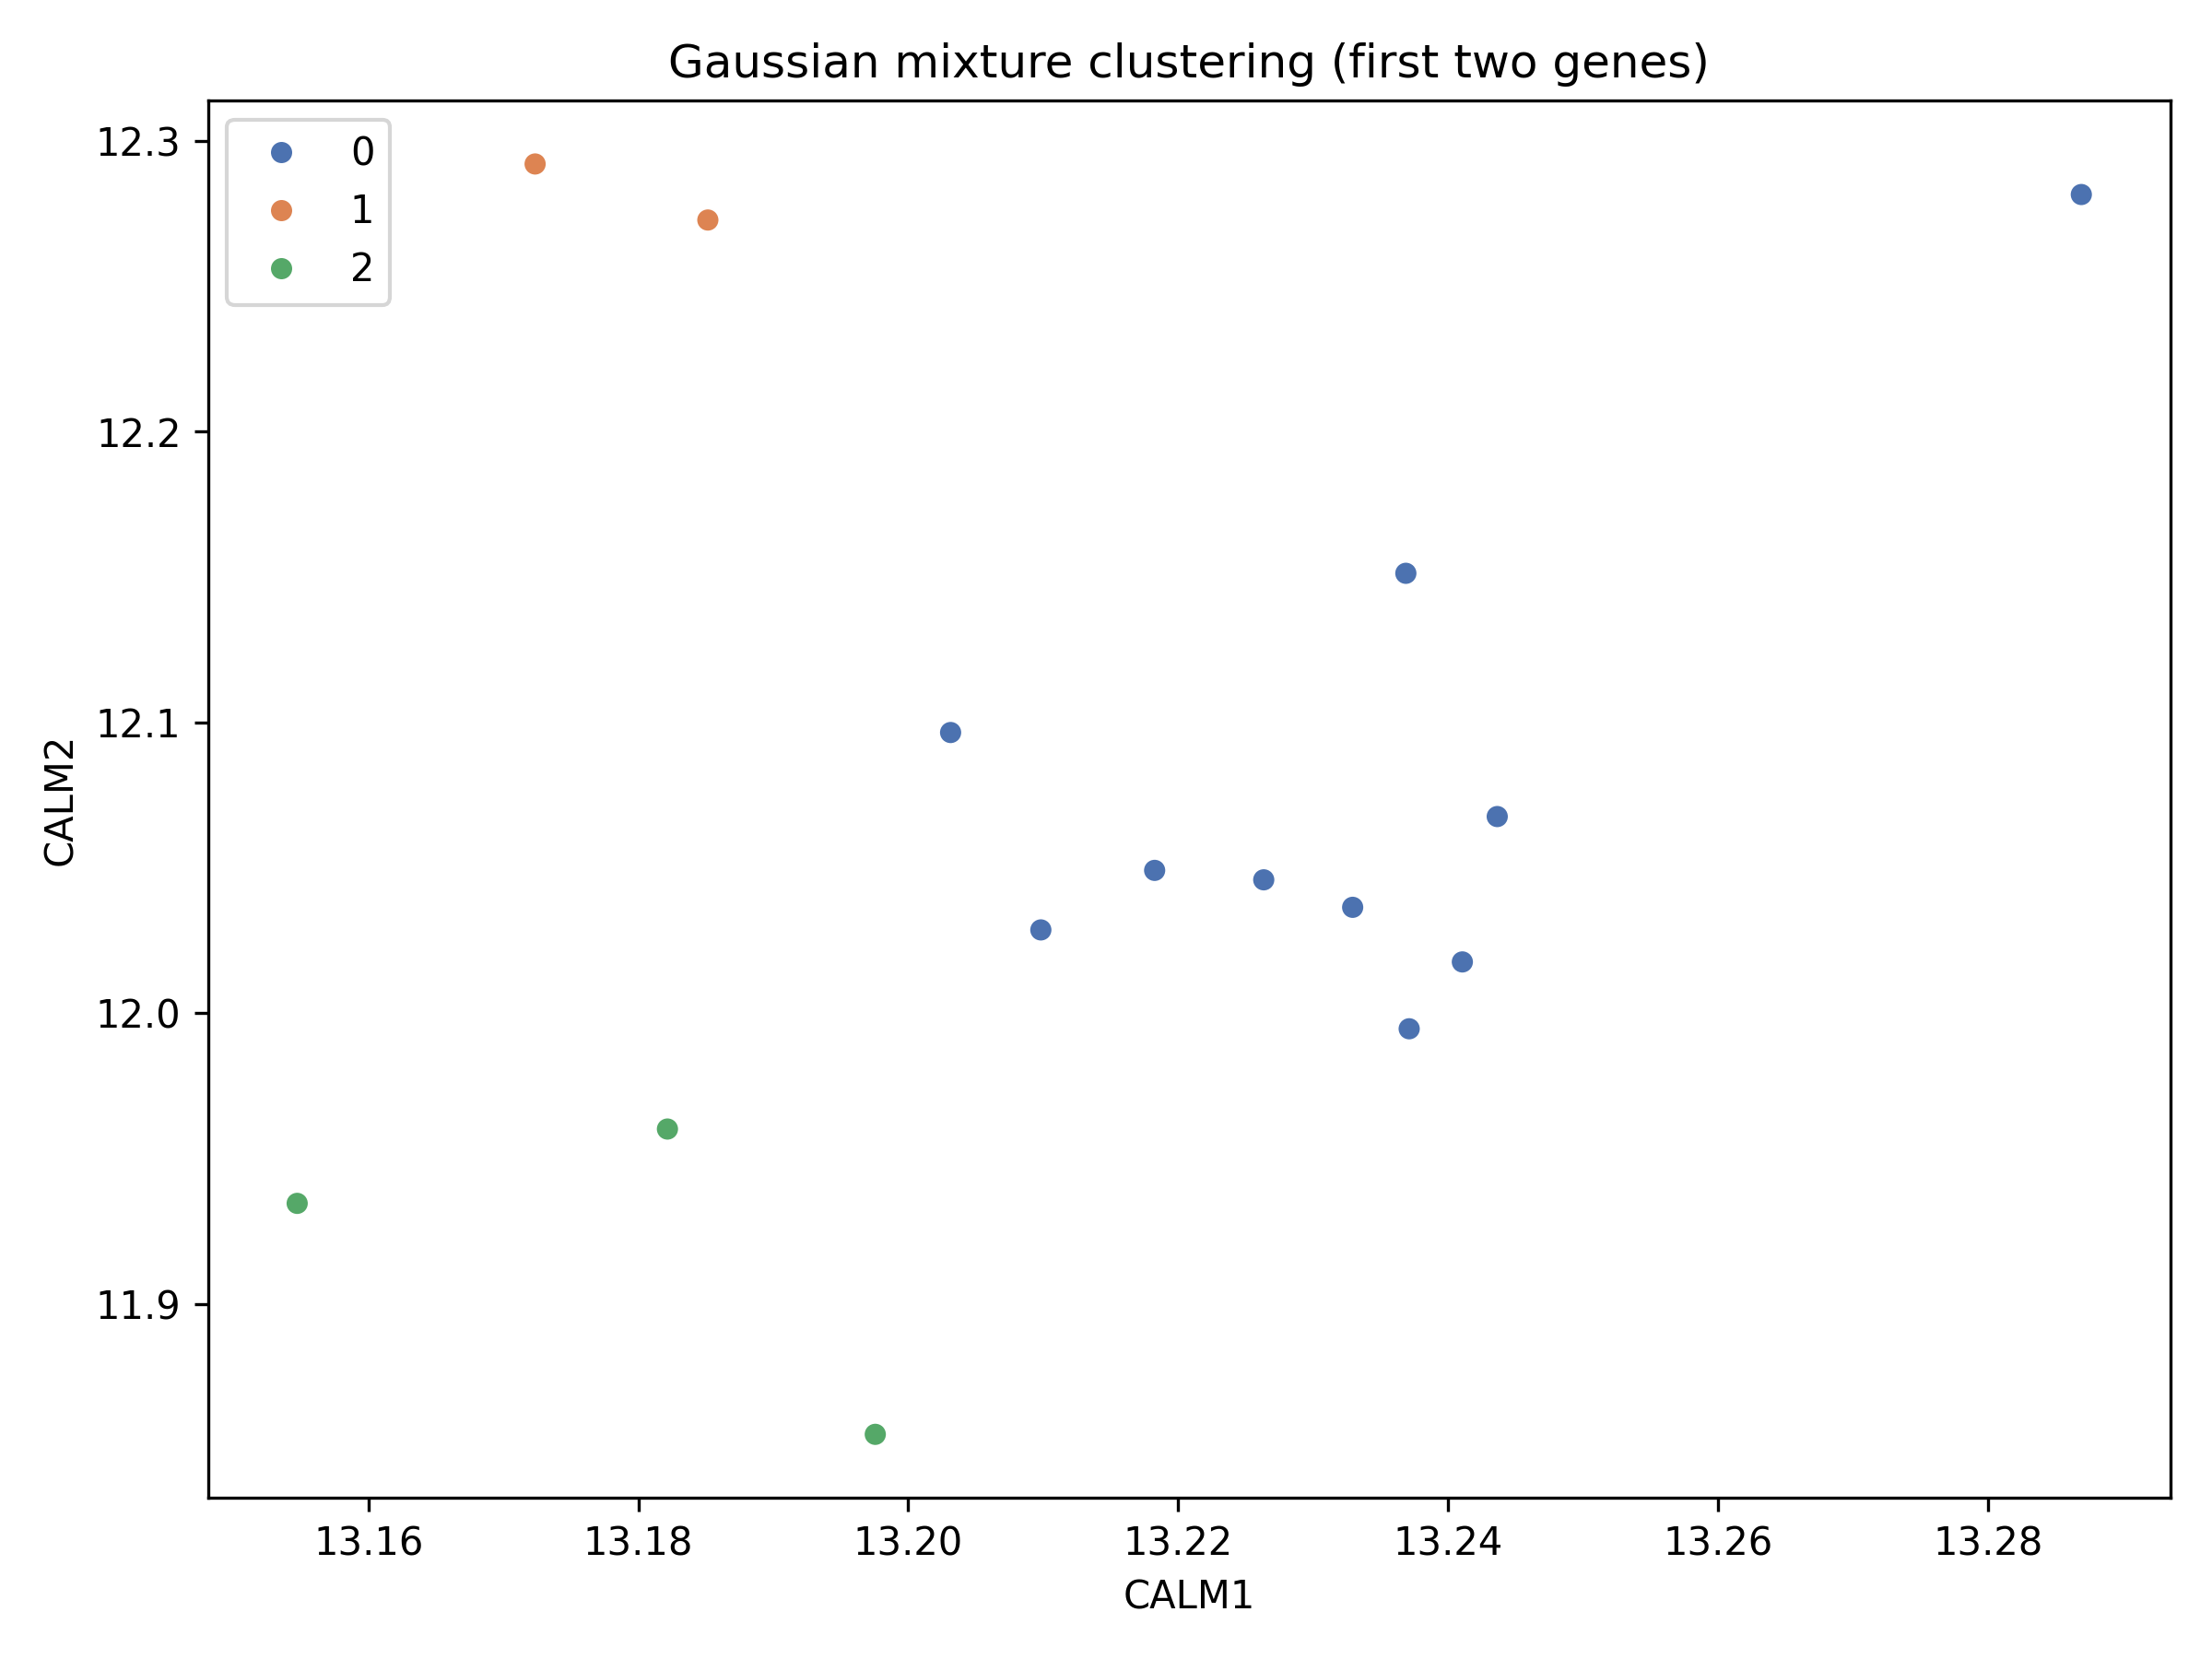 Gaussian mixture clustering (first two genes)
0
1
2
12.3
12.2
12.1
12.0
11.9
CALM2
13.16 13.18 13.20 13.22 13.24 13.26 13.28
CALM1